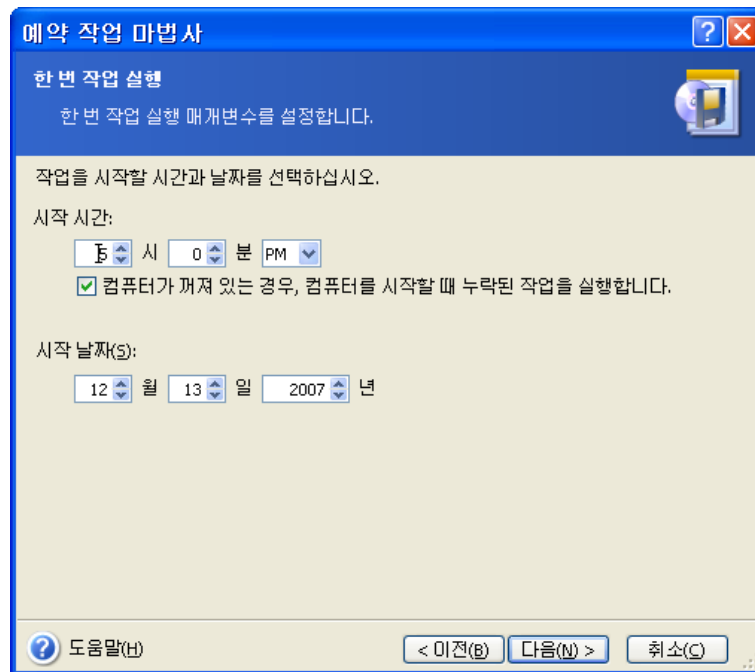 예약 작업 마법사
한 번 작업 실행
한 번 작업 실행 매개변수를 설정합니다.
작업을 시작할 시간과 날짜를 선택하십시오.
시작 시간:
5 시 0 분 PM
컴퓨터가 꺼져 있는 경우, 컴퓨터를 시작할 때 누락된 작업을 실행합니다.
시작 날짜(S):
12 월 13 일 2007 년
도움말(H) < 이전(B) 다음(N) > 취소(C)